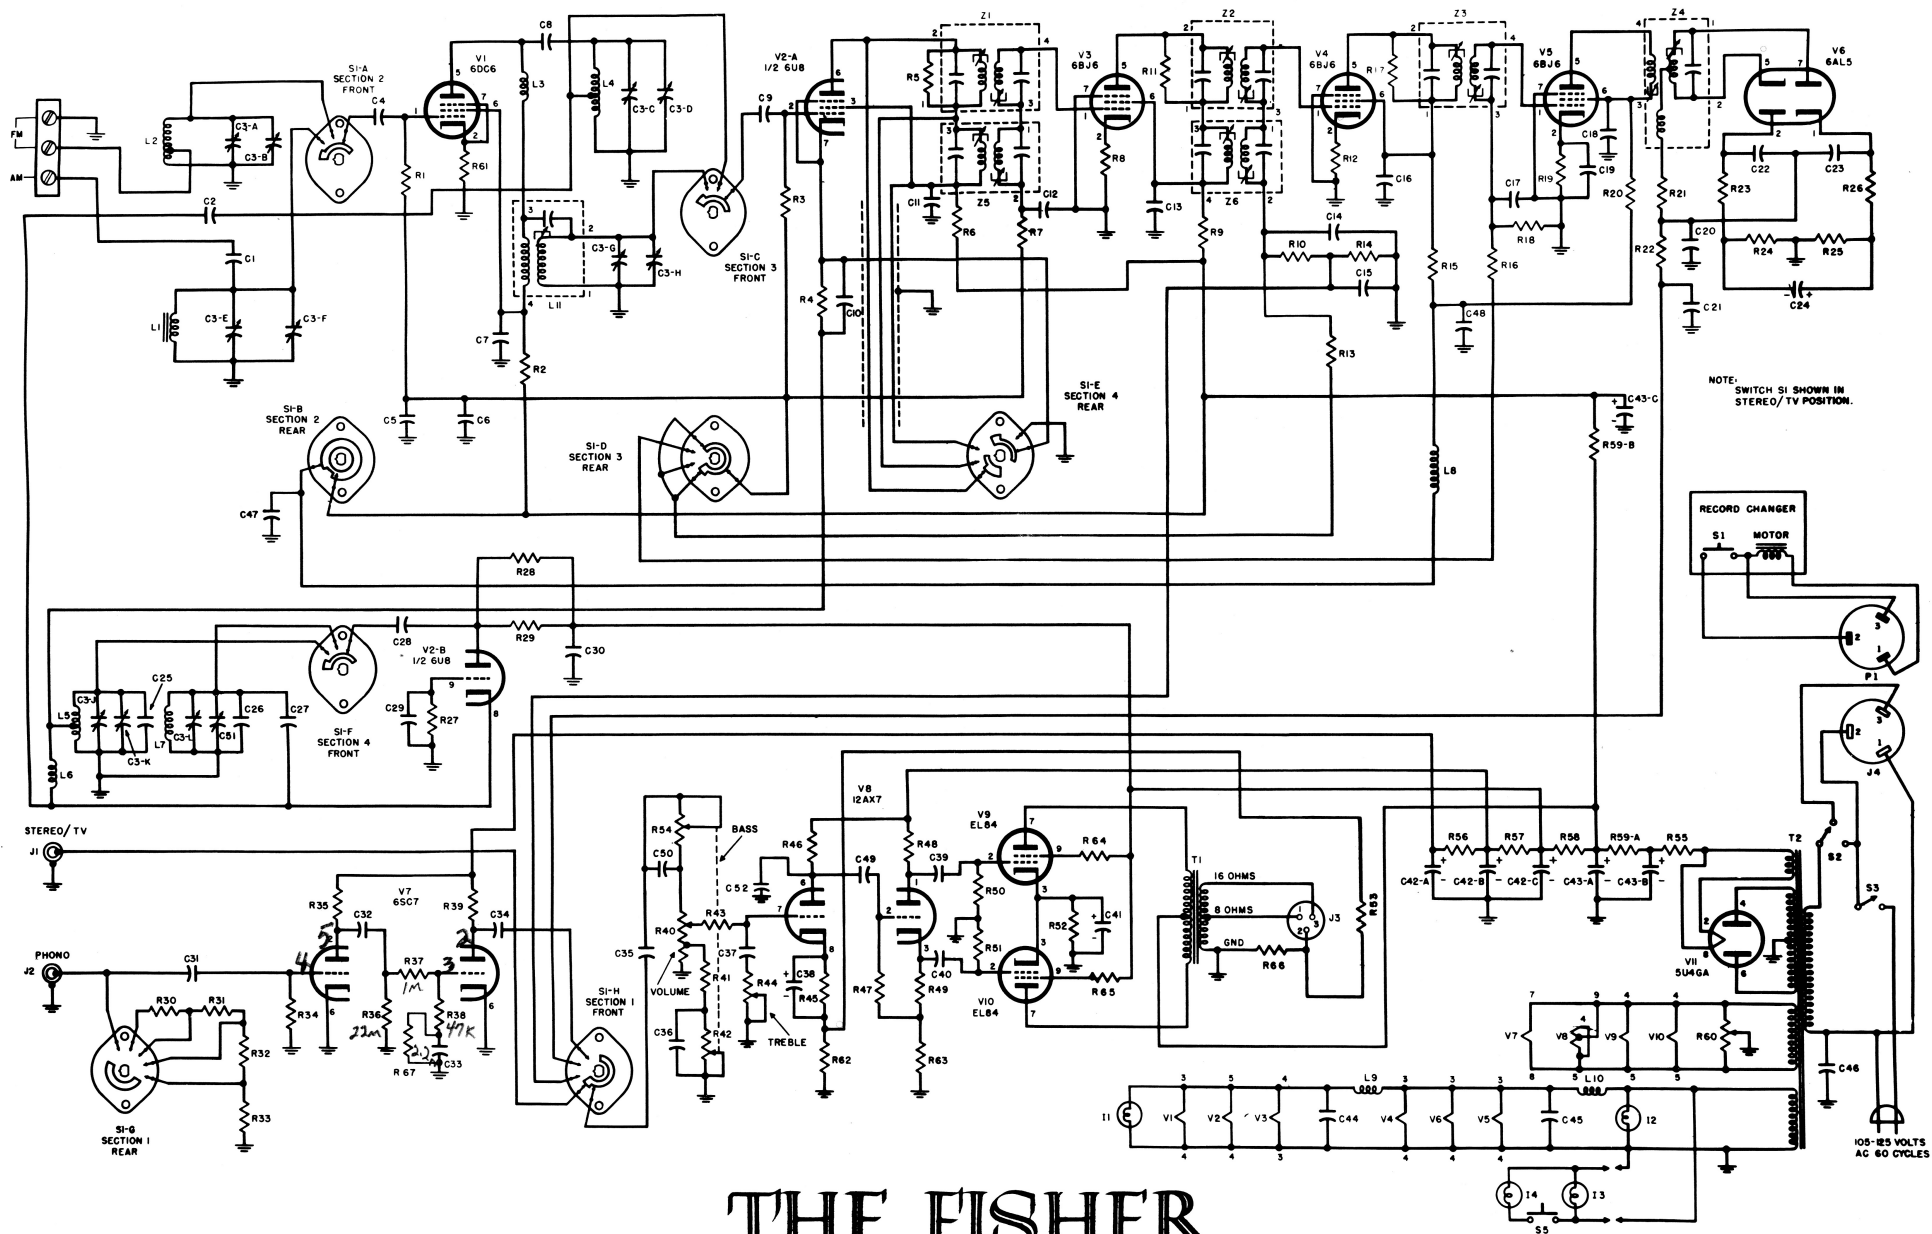 S1-A
SECTION 2
FRONT
C4
V1
6DC6
C8
L3
L4
C3-C
C3-D
V2-A
1/2 6U8
C9
Z1
R5
V3
6BJ6
Z2
R11
V4
6BJ6
Z3
R17
V5
6BJ6
Z4
V6
6AL5
FM
AM
L2
C3-A
C3-B
R1
R61
C2
C1
L1
C3-E
C3-F
C7
R2
L11
C3-G
C3-H
S1-C
SECTION 3
FRONT
R3
R4
C10
C11
R6
Z5
C12
R7
R8
C13
Z6
R9
R12
C16
C14
R10
R14
C15
R13
R15
C48
R16
C17
R18
R19
C18
C19
R20
R21
R22
C20
C21
C22
C23
R23
R26
R24
R25
C24
NOTE:
SWITCH S1 SHOWN IN
STEREO/TV POSITION.
S1-B
SECTION 2
REAR
C5
C6
S1-D
SECTION 3
REAR
S1-E
SECTION 4
REAR
C43-C
R59-B
L8
C47
R28
R29
C28
V2-B
1/2 6U8
C30
C29
R27
RECORD CHANGER
S1
MOTOR
P1
J4
C25
C3-J
L5
C3-K
L7
C3-L
C51
C26
C27
L6
S1-F
SECTION 4
FRONT
STEREO/TV
J1
PHONO
J2
C31
R30
R31
R32
R33
R34
S1-G
SECTION 1
REAR
R35
V7
6SC7
C32
R39
C34
R37
1M
R36
22M
R38
47K
C33
R67
S1-H
SECTION 1
FRONT
R54
BASS
C50
C52
R40
R43
C35
VOLUME
R41
C37
R44
C36
R42
TREBLE
V8
12AX7
R46
C49
R48
C39
C38
R45
R47
C40
R49
R62
R63
V9
EL84
R64
R50
R51
R52
C41
V10
EL84
R65
T1
16 OHMS
8 OHMS
GND
R66
J3
R53
R56
R57
R58
R59-A
R55
C42-A
C42-B
C42-C
C43-A
C43-B
T2
S2
S3
V11
5U4GA
V7
V8
V9
V10
R60
C46
105-125 VOLTS
AC 60 CYCLES
I1
V1
V2
V3
C44
L9
V4
V6
V5
C45
L10
I2
I4
I3
S5
THE FISHER